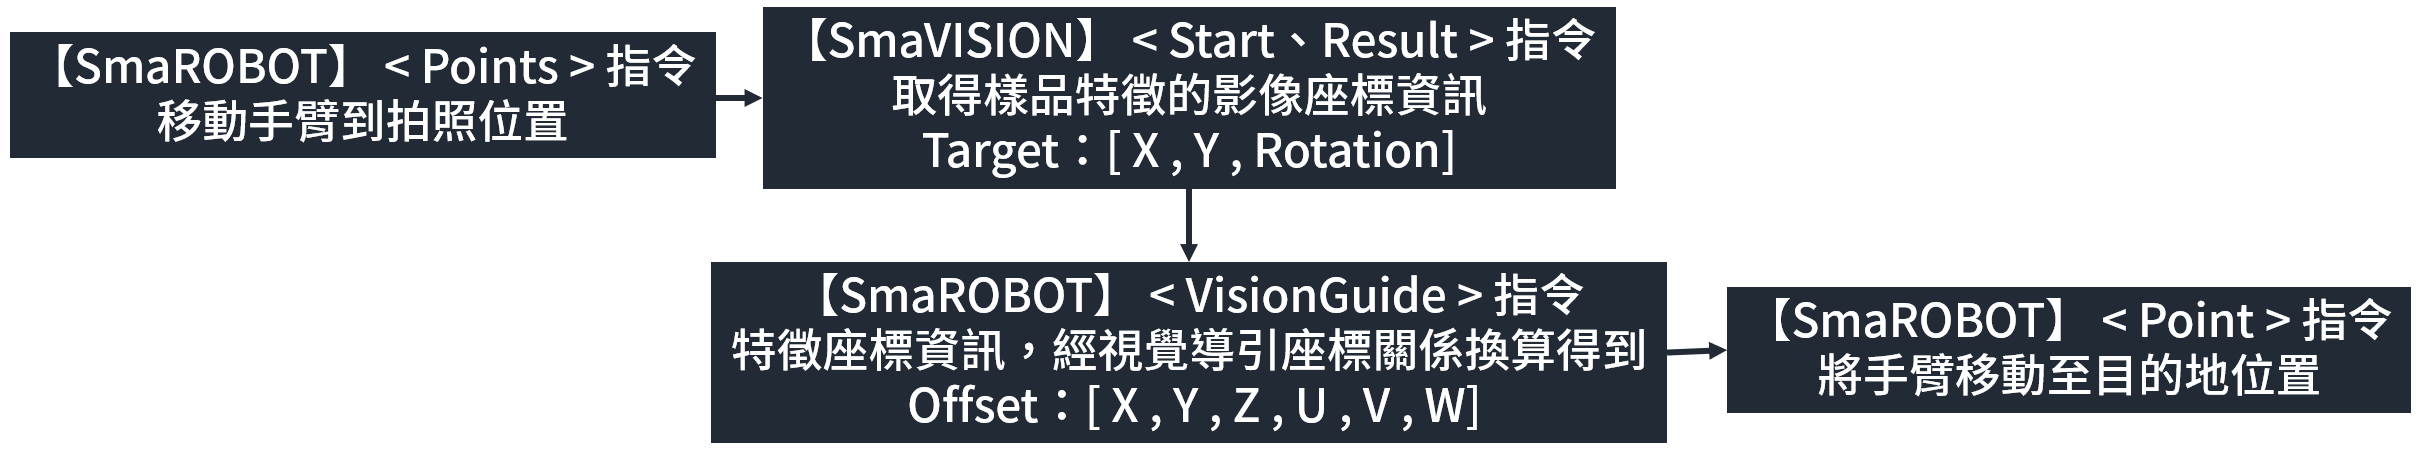 【SmaROBOT】 < Points > 指令
移動手臂到拍照位置
【SmaVISION】 < Start、Result > 指令
取得樣品特徵的影像座標資訊
Target：[ X , Y , Rotation]
【SmaROBOT】 < VisionGuide > 指令
特徵座標資訊，經視覺導引座標關係換算得到
Offset：[ X , Y , Z , U , V , W]
【SmaROBOT】 < Point > 指令
將手臂移動至目的地位置